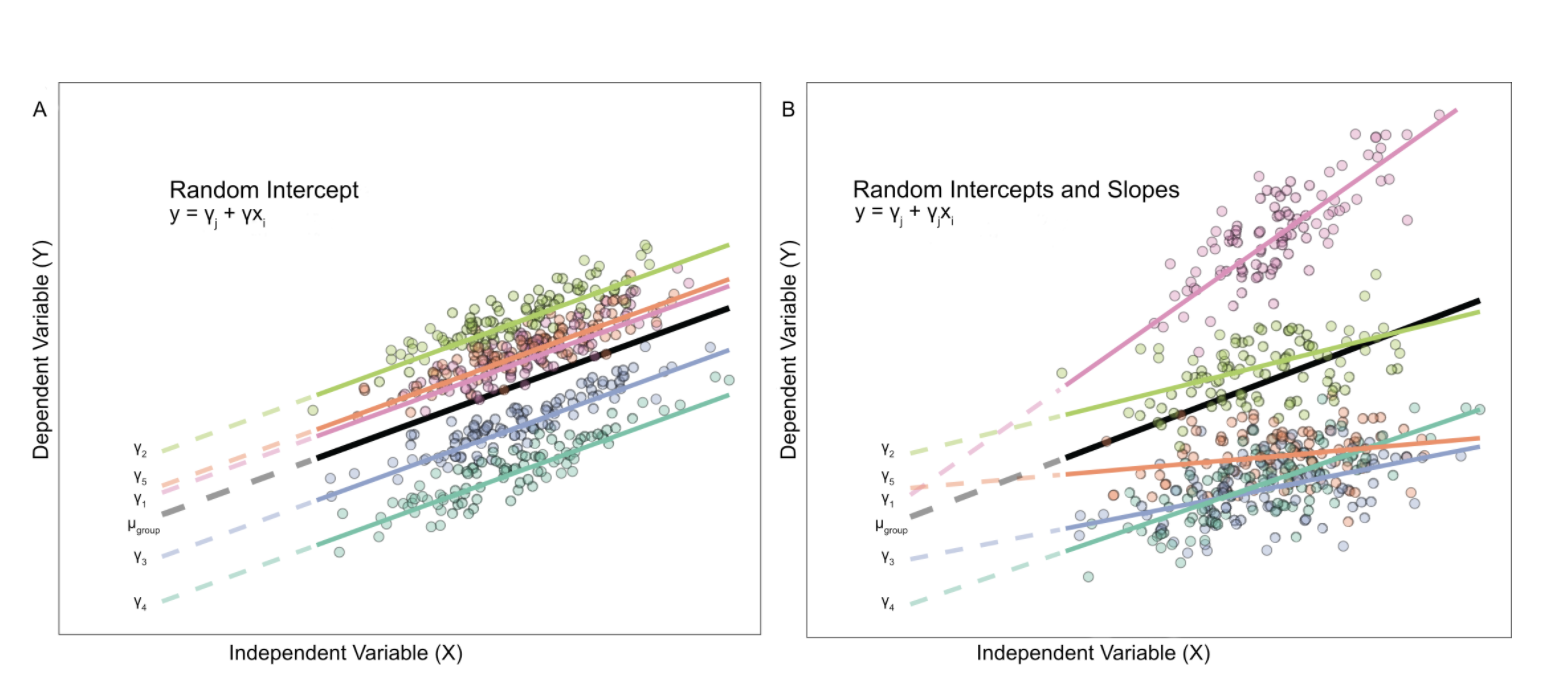 A
Random Intercept
y = γⱼ + γxᵢ
Dependent Variable (Y)
γ₂
γ₅
γ₁
μgroup
γ₃
γ₄
Independent Variable (X)
B
Random Intercepts and Slopes
y = γⱼ + γⱼxᵢ
Dependent Variable (Y)
γ₂
γ₅
γ₁
μgroup
γ₃
γ₄
Independent Variable (X)